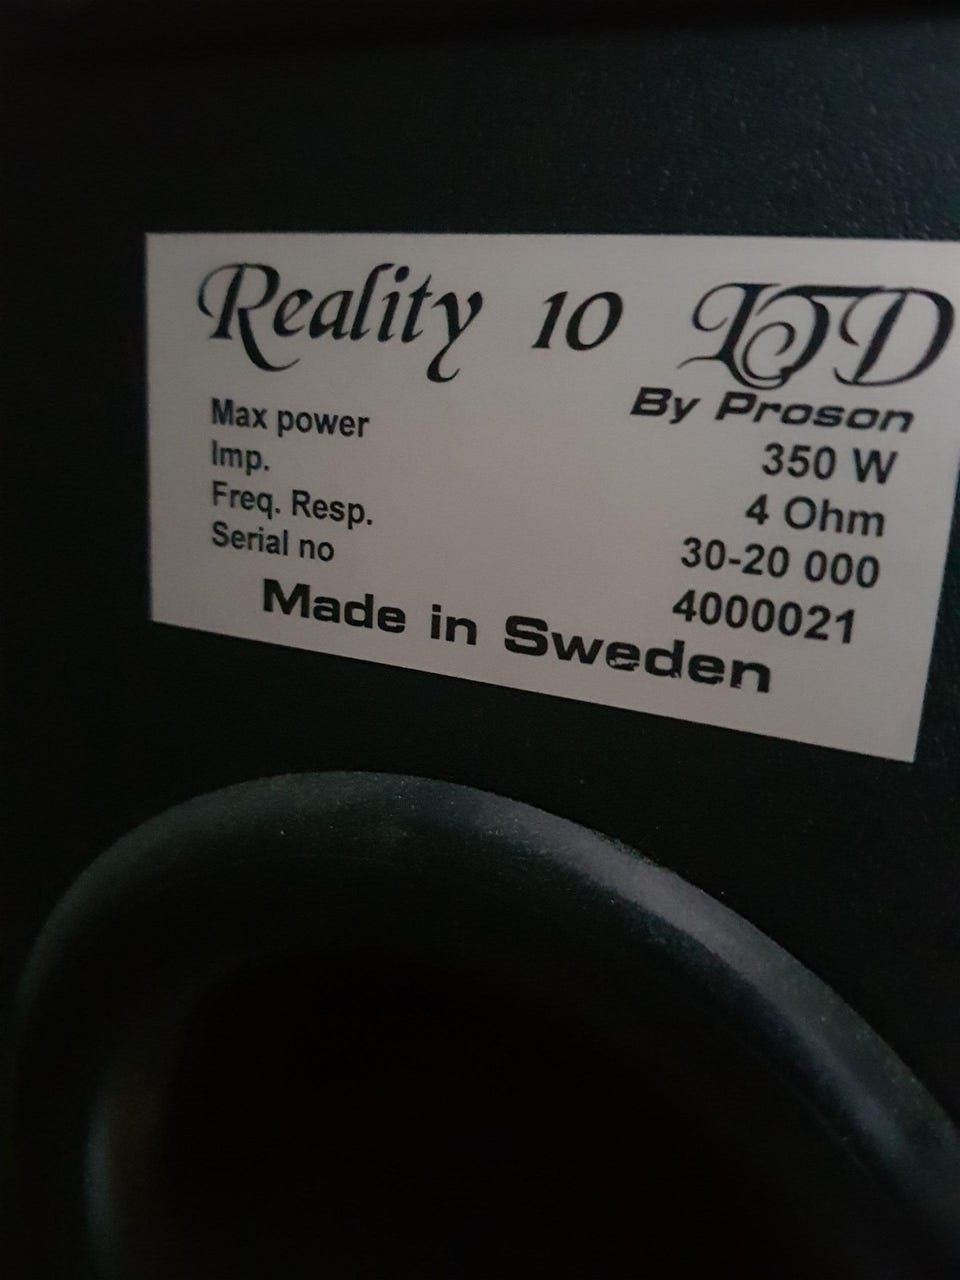 Reality 10 LTD
By Proson
Max power 350 W
Imp. 4 Ohm
Freq. Resp. 30-20 000
Serial no 4000021
Made in Sweden